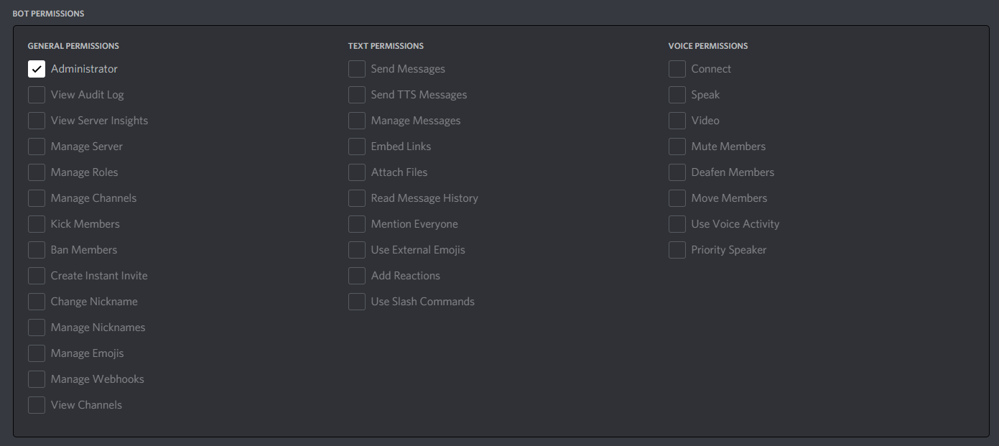 BOT PERMISSIONS
GENERAL PERMISSIONS
Administrator
View Audit Log
View Server Insights
Manage Server
Manage Roles
Manage Channels
Kick Members
Ban Members
Create Instant Invite
Change Nickname
Manage Nicknames
Manage Emojis
Manage Webhooks
View Channels
TEXT PERMISSIONS
Send Messages
Send TTS Messages
Manage Messages
Embed Links
Attach Files
Read Message History
Mention Everyone
Use External Emojis
Add Reactions
Use Slash Commands
VOICE PERMISSIONS
Connect
Speak
Video
Mute Members
Deafen Members
Move Members
Use Voice Activity
Priority Speaker